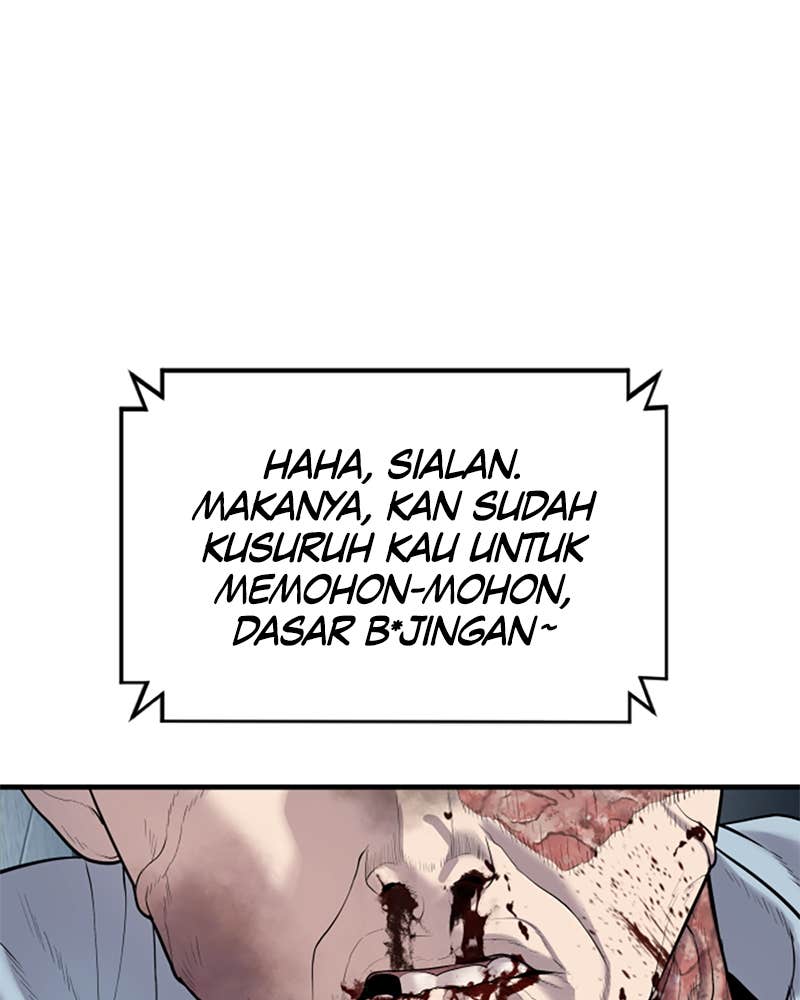 HAHA, SIALAN.
MAKANYA, KAN SUDAH
KUSURUH KAU UNTUK
MEMOHON-MOHON,
DASAR B*JINGAN~